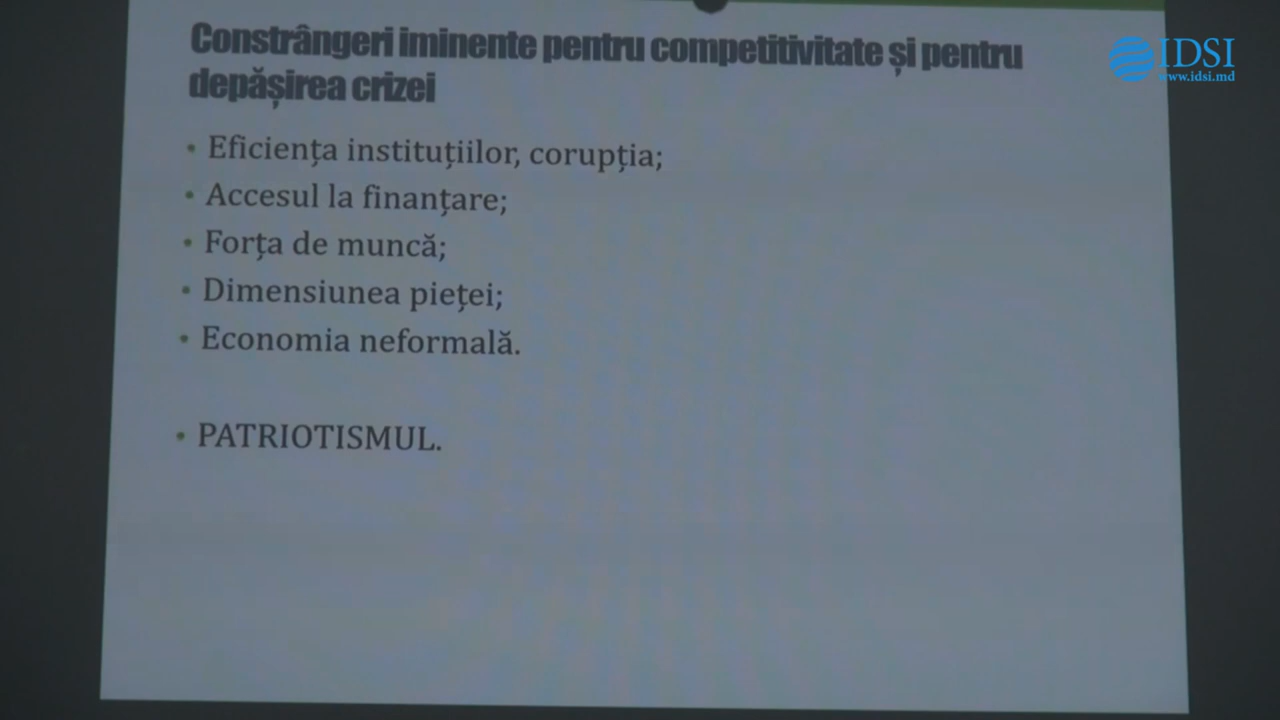 Constrângeri iminente pentru competitivitate și pentru
depășirea crizei
• Eficiența instituțiilor, corupția;
• Accesul la finanțare;
• Forța de muncă;
• Dimensiunea pieței;
• Economia neformală.
• PATRIOTISMUL.
IDSI
www.idsi.md